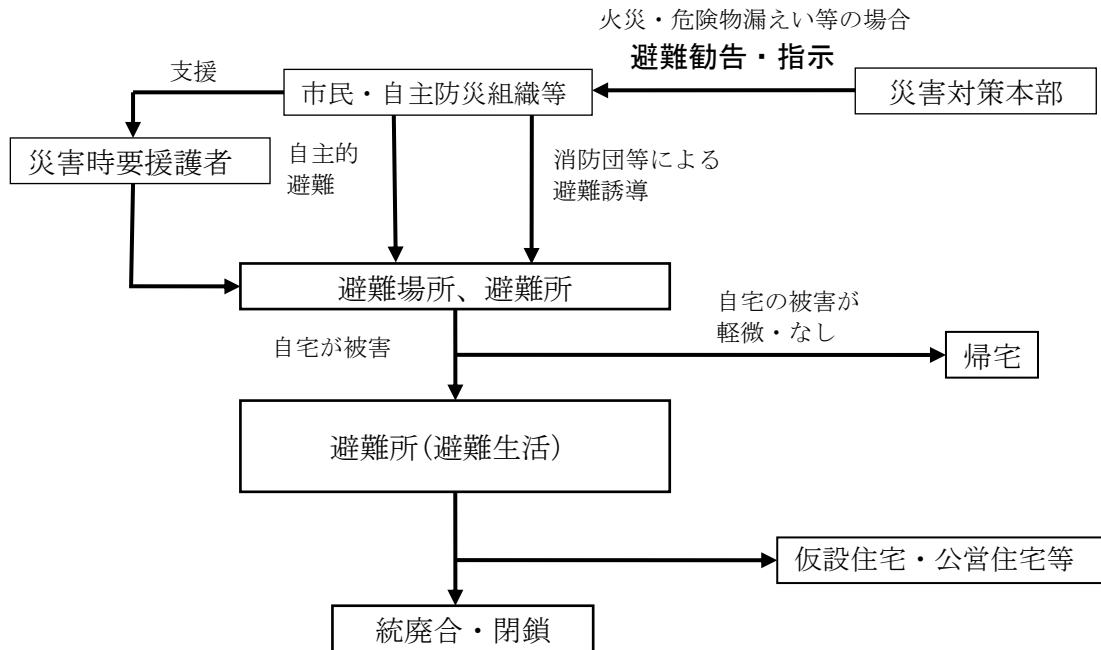 火災・危険物漏えい等の場合
避難勧告・指示
支援
市民・自主防災組織等
災害対策本部
災害時要援護者
自主的
避難
消防団等による
避難誘導
避難場所、避難所
自宅の被害が
軽微・なし
自宅が被害
帰宅
避難所(避難生活)
仮設住宅・公営住宅等
統廃合・閉鎖